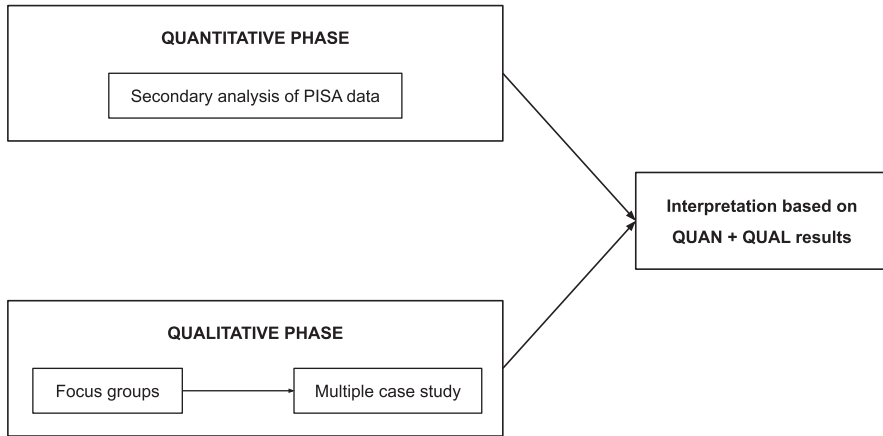 QUANTITATIVE PHASE
Secondary analysis of PISA data
Interpretation based on
QUAN + QUAL results
QUALITATIVE PHASE
Focus groups
Multiple case study